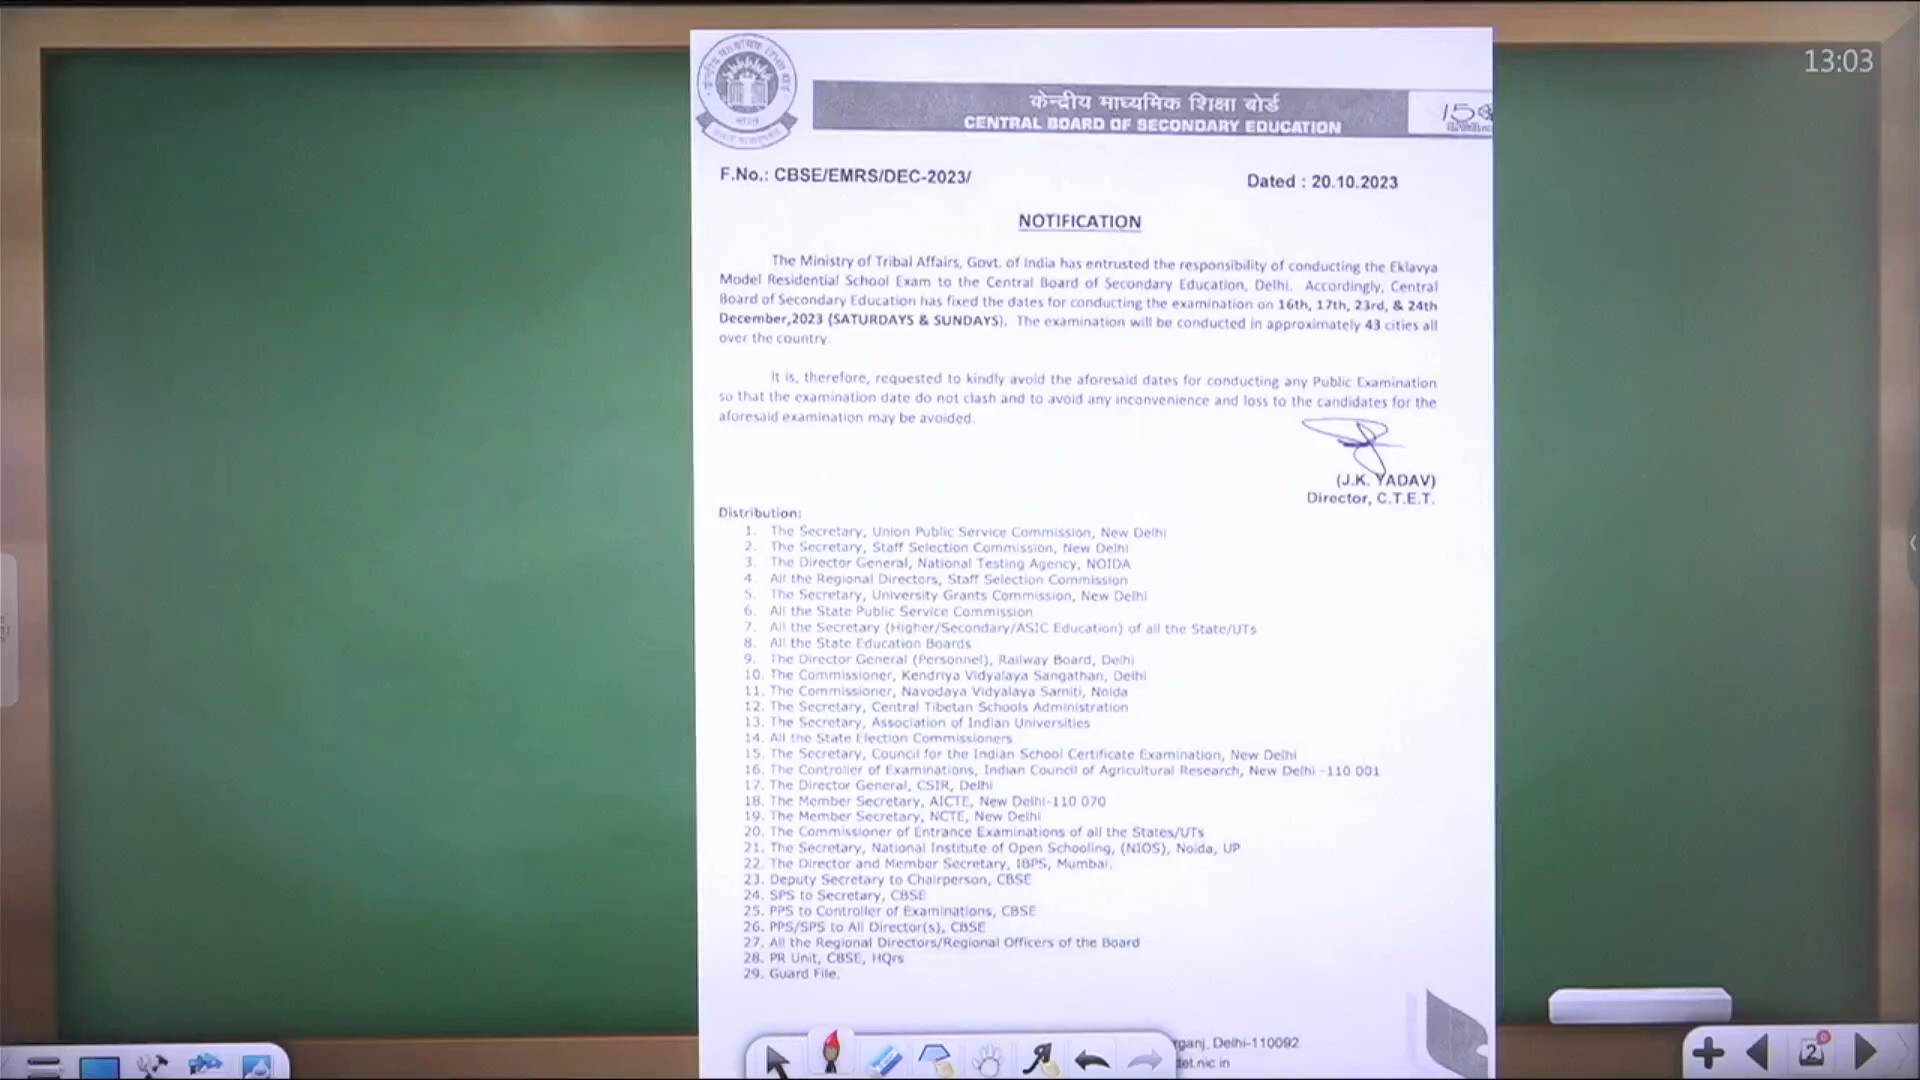 13:03
केन्द्रीय माध्यमिक शिक्षा बोर्ड
CENTRAL BOARD OF SECONDARY EDUCATION
F.No.: CBSE/EMRS/DEC-2023/
Dated : 20.10.2023
NOTIFICATION
The Ministry of Tribal Affairs, Govt. of India has entrusted the responsibility of conducting the Eklavya
Model Residential School Exam to the Central Board of Secondary Education, Delhi. Accordingly, Central
Board of Secondary Education has fixed the dates for conducting the examination on 16th, 17th, 23rd, & 24th
December,2023 (SATURDAYS & SUNDAYS). The examination will be conducted in approximately 43 cities all
over the country.
It is, therefore, requested to kindly avoid the aforesaid dates for conducting any Public Examination
so that the examination date do not clash and to avoid any inconvenience and loss to the candidates for the
aforesaid examination may be avoided.
(J.K. YADAV)
Director, C.T.E.T.
Distribution:
1. The Secretary, Union Public Service Commission, New Delhi
2. The Secretary, Staff Selection Commission, New Delhi
3. The Director General, National Testing Agency, NOIDA
4. All the Regional Directors, Staff Selection Commission
5. The Secretary, University Grants Commission, New Delhi
6. All the State Public Service Commission
7. All the Secretary (Higher/Secondary/ASIC Education) of all the State/UTs
8. All the State Education Boards
9. The Director General (Personnel), Railway Board, Delhi
10. The Commissioner, Kendriya Vidyalaya Sangathan, Delhi
11. The Commissioner, Navodaya Vidyalaya Samiti, Noida
12. The Secretary, Central Tibetan Schools Administration
13. The Secretary, Association of Indian Universities
14. All the State Election Commissioners
15. The Secretary, Council for the Indian School Certificate Examination, New Delhi
16. The Controller of Examinations, Indian Council of Agricultural Research, New Delhi -110 001
17. The Director General, CSIR, Delhi
18. The Member Secretary, AICTE, New Delhi-110 070
19. The Member Secretary, NCTE, New Delhi
20. The Commissioner of Entrance Examinations of all the States/UTs
21. The Secretary, National Institute of Open Schooling, (NIOS), Noida, UP
22. The Director and Member Secretary, IBPS, Mumbai.
23. Deputy Secretary to Chairperson, CBSE
24. SPS to Secretary, CBSE
25. PPS to Controller of Examinations, CBSE
26. PPS/SPS to All Director(s), CBSE
27. All the Regional Directors/Regional Officers of the Board
28. PR Unit, CBSE, HQrs
29. Guard File.
Delhi-110092
2